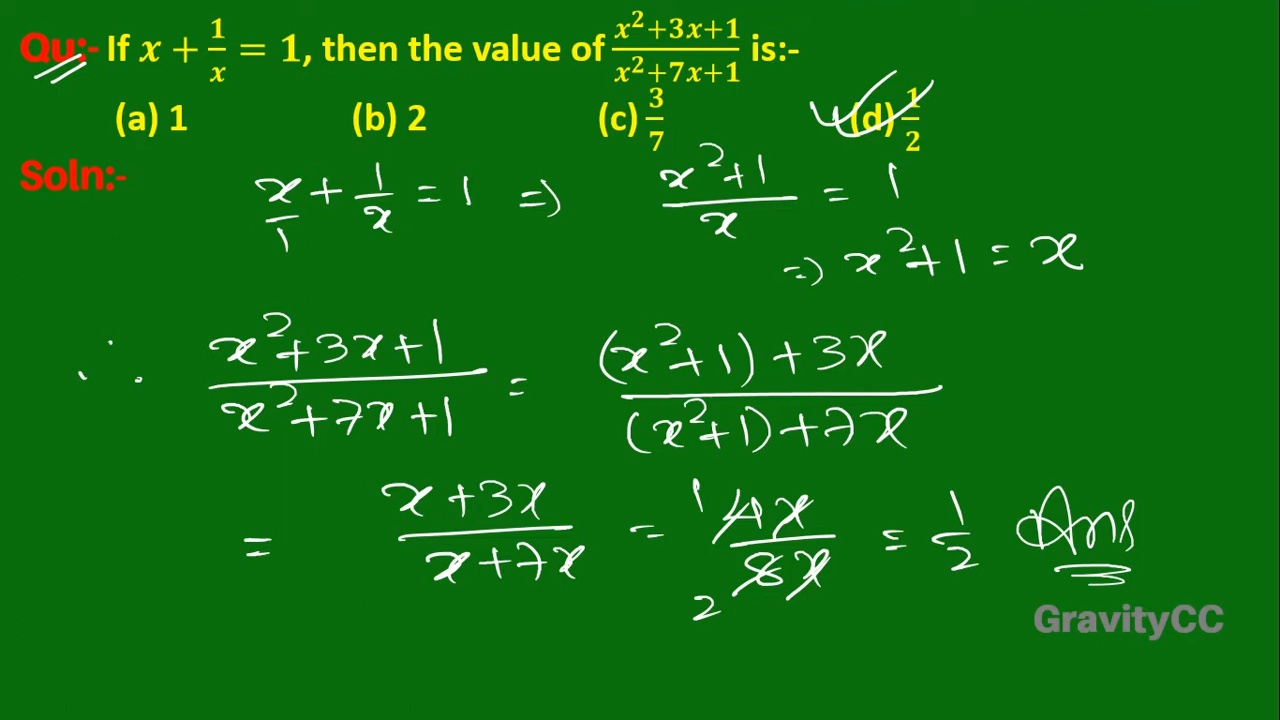 Qu:- If x + 1/x = 1, then the value of (x²+3x+1)/(x²+7x+1) is:-
(a) 1 (b) 2 (c) 3/7 (d) 1/2
Soln:-
x/1 + 1/x = 1 => (x²+1)/x = 1
=> x²+1 = x
∴ (x²+3x+1)/(x²+7x+1) = ((x²+1)+3x)/((x²+1)+7x)
= (x+3x)/(x+7x) = 1 4x/8x 2 = 1/2 Ans
GravityCC